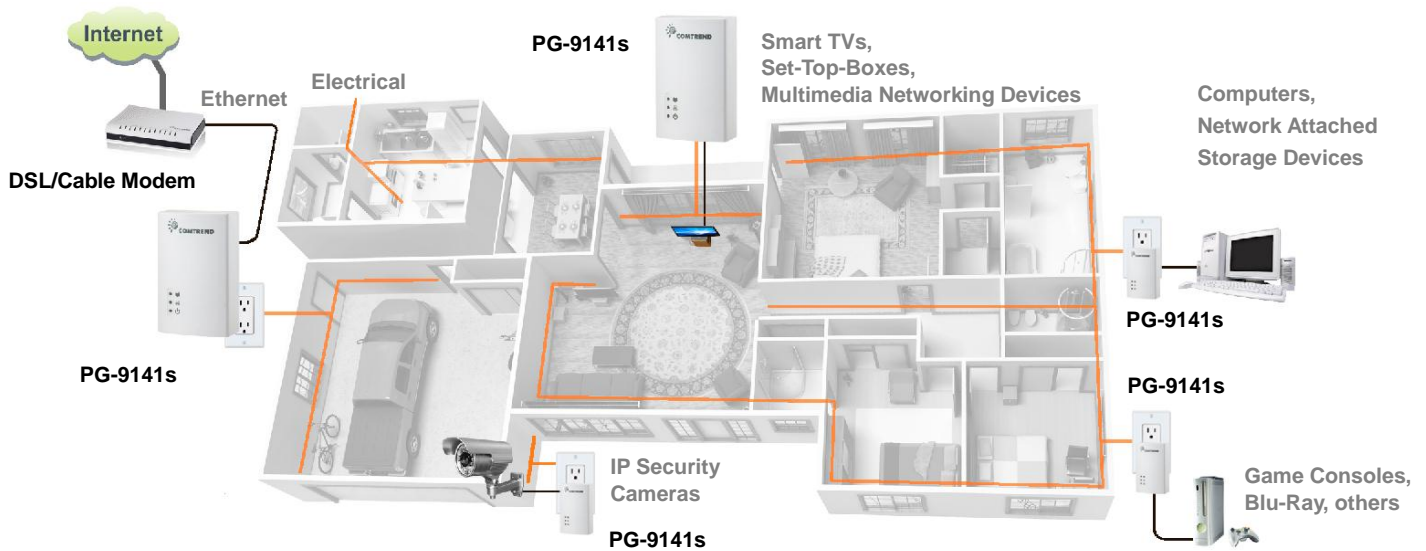 Internet
Ethernet
Electrical
DSL/Cable Modem
COMTREND
PG-9141s
PG-9141s
COMTREND
Smart TVs,
Set-Top-Boxes,
Multimedia Networking Devices
Computers,
Network Attached
Storage Devices
PG-9141s
PG-9141s
Game Consoles,
Blu-Ray, others
IP Security
Cameras
PG-9141s